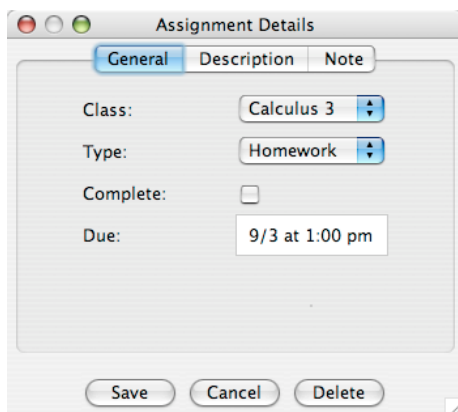 Assignment Details
General Description Note
Class: Calculus 3
Type: Homework
Complete:
Due: 9/3 at 1:00 pm
Save Cancel Delete